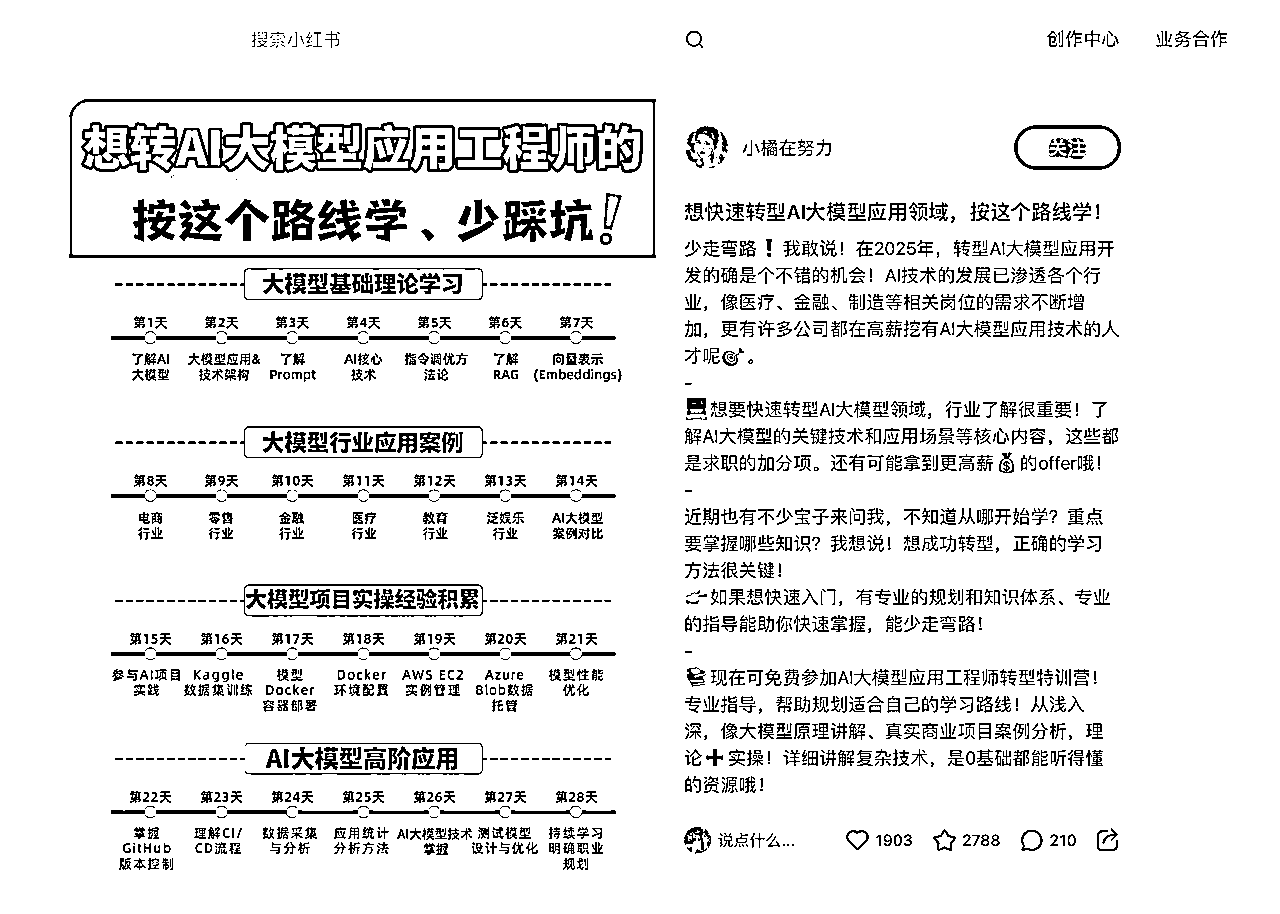 搜索小红书
创作中心 业务合作
想转AI大模型应用工程师的
按这个路线学、少踩坑!
大模型基础理论学习
第1天 第2天 第3天 第4天 第5天 第6天 第7天
了解AI 大模型应用& 了解 AI核心 指令调优方 了解 向量表示
大模型 技术架构 Prompt 技术 法论 RAG (Embeddings)
大模型行业应用案例
第8天 第9天 第10天 第11天 第12天 第13天 第14天
电商 零售 金融 医疗 教育 泛娱乐 AI大模型
行业 行业 行业 行业 行业 行业 案例对比
大模型项目实操经验积累
第15天 第16天 第17天 第18天 第19天 第20天 第21天
参与AI项目 Kaggle 模型 Docker AWS EC2 Azure 模型性能
实践 数据集训练 Docker 环境配置 实例管理 Blob数据 优化
容器部署 托管
AI大模型高阶应用
第22天 第23天 第24天 第25天 第26天 第27天 第28天
掌握 理解CI/ 数据采集 应用统计 AI大模型技术 测试模型 持续学习
GitHub CD流程 与分析 分析方法 掌握 设计与优化 明确职业
版本控制 规划
小橘在努力
关注
想快速转型AI大模型应用领域，按这个路线学！
少走弯路❗我敢说！在2025年，转型AI大模型应用开
发的确是个不错的机会！AI技术的发展已渗透各个行
业，像医疗、金融、制造等相关岗位的需求不断增
加，更有许多公司都在高薪挖有AI大模型应用技术的人
才呢🎯。
-
💻想要快速转型AI大模型领域，行业了解很重要！了
解AI大模型的关键技术和应用场景等核心内容，这些都
是求职的加分项。还有可能拿到更高薪💰的offer哦！
-
近期也有不少宝子来问我，不知道从哪开始学？重点
要掌握哪些知识？我想说！想成功转型，正确的学习
方法很关键！
👉如果想快速入门，有专业的规划和知识体系、专业
的指导能助你快速掌握，能少走弯路！
-
📚现在可免费参加AI大模型应用工程师转型特训营！
专业指导，帮助规划适合自己的学习路线！从浅入
深，像大模型原理讲解、真实商业项目案例分析，理
论➕实操！详细讲解复杂技术，是0基础都能听得懂
的资源哦！
说点什么... 1903 2788 210